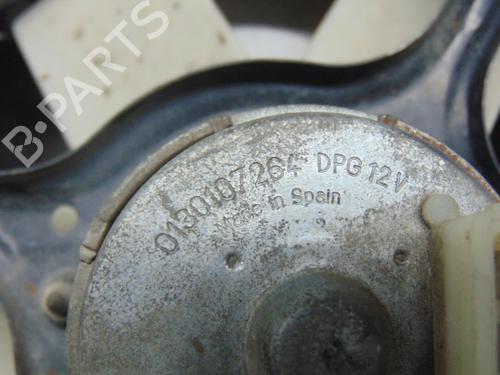 B-PARTS
0130107264 DPG 12V
Made in Spain